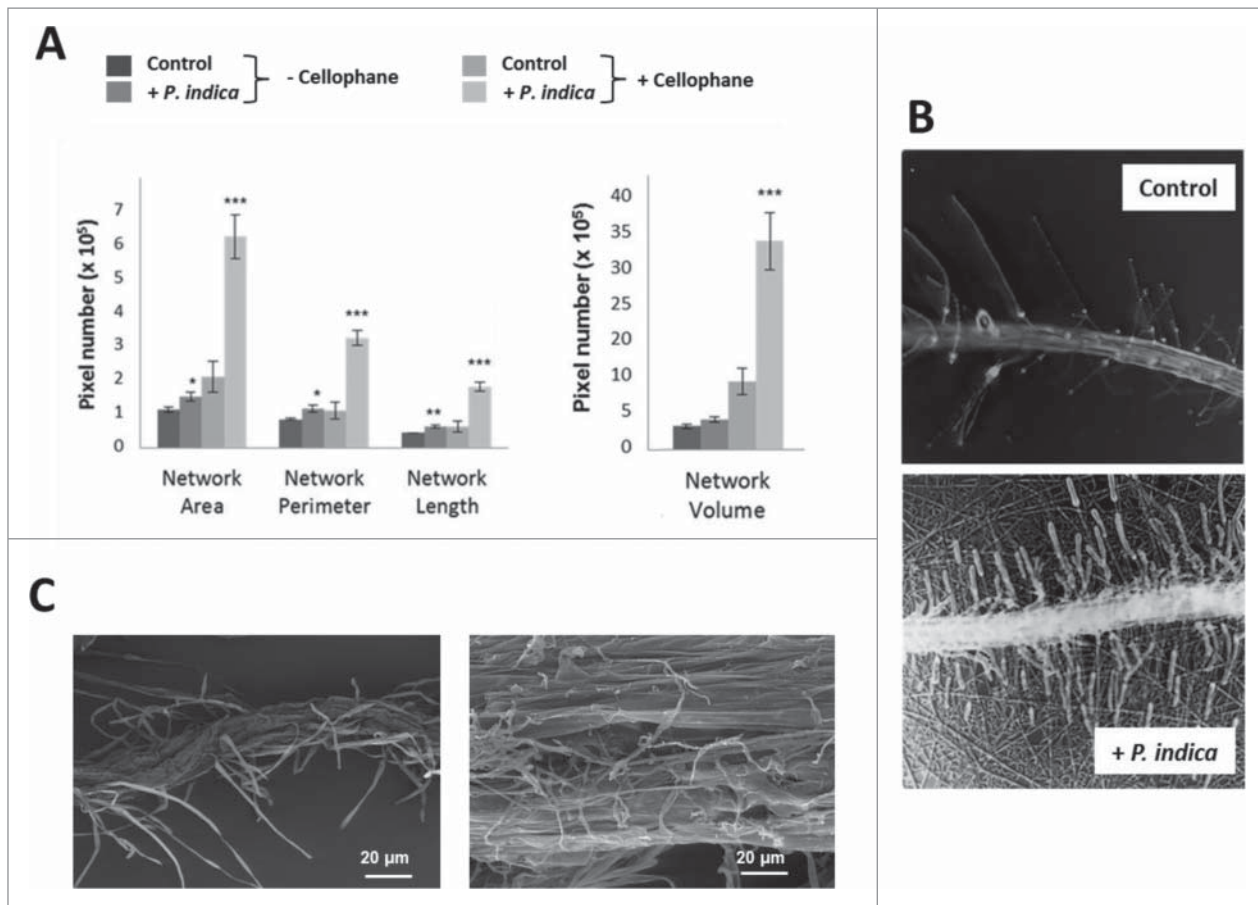 A
Control
+ P. indica
- Cellophane
Control
+ P. indica
+ Cellophane
Pixel number (x 10⁵)
7
6
5
4
3
2
1
0
*
***
*
***
**
***
Network
Area
Network
Perimeter
Network
Length
Pixel number (x 10⁵)
40
35
30
25
20
15
10
5
0
***
Network
Volume
B
Control
+ P. indica
C
20 µm
20 µm